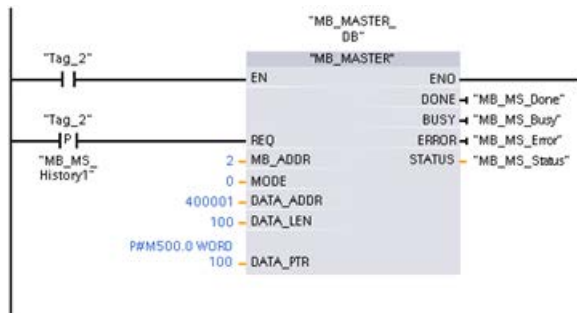 "MB_MASTER_
DB"
"Tag_2"
"MB_MASTER"
EN
ENO
DONE
"MB_MS_Done"
"Tag_2"
BUSY
"MB_MS_Busy"
P
REQ
ERROR
"MB_MS_Error"
"MB_MS_
History1"
2
MB_ADDR
STATUS
"MB_MS_Status"
0
MODE
400001
DATA_ADDR
100
DATA_LEN
P#M500.0 WORD
100
DATA_PTR